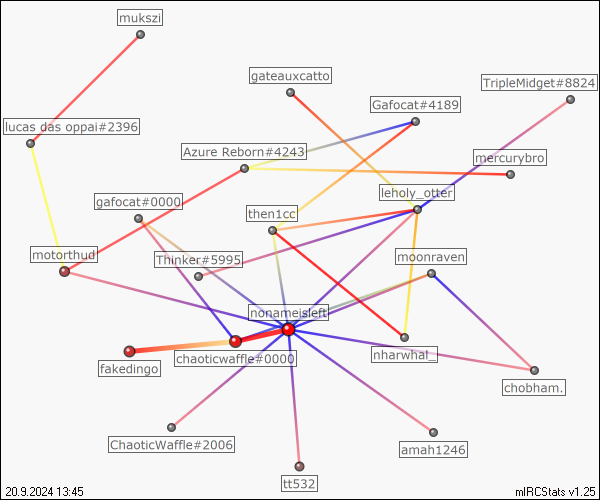 mukszi
gateauxcatto
TripleMidget#8824
Gafocat#4189
lucas das oppai#2396
Azure Reborn#4243
mercurybro
gafocat#0000
leholy_otter
then1cc
motorthud
Thinker#5995
moonraven
nonameisleft
chaoticwaffle#0000
nharwhal_
fakedingo
chobham.
ChaoticWaffle#2006
amah1246
tt532
20.9.2024 13:45
mIRCStats v1.25